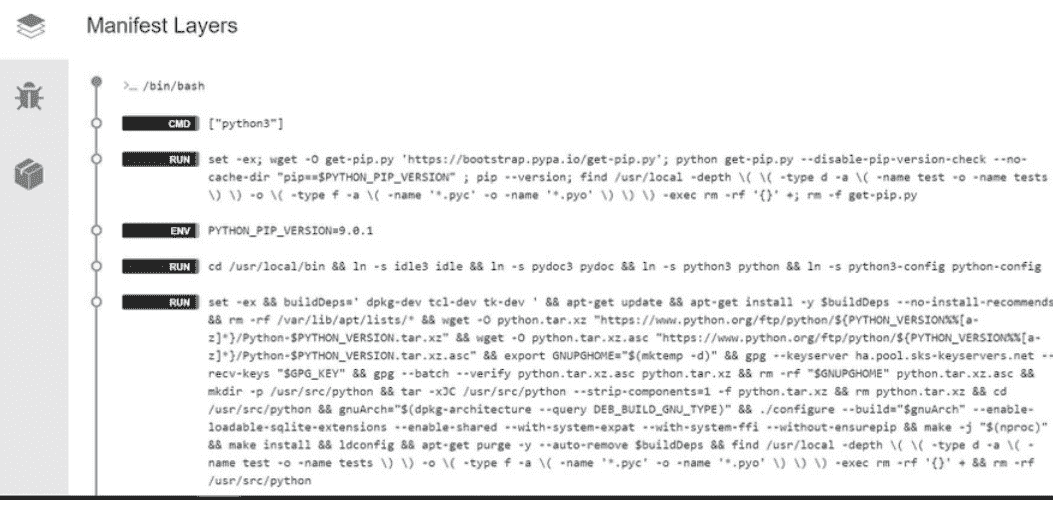 Manifest Layers
>_ /bin/bash
CMD ["python3"]
RUN set -ex; wget -O get-pip.py 'https://bootstrap.pypa.io/get-pip.py'; python get-pip.py --disable-pip-version-check --no-
cache-dir "pip==$PYTHON_PIP_VERSION" ; pip --version; find /usr/local -depth \( \( -type d -a \( -name test -o -name tests
\) \) -o \( -type f -a \( -name '*.pyc' -o -name '*.pyo' \) \) \) -exec rm -rf '{}' +; rm -f get-pip.py
ENV PYTHON_PIP_VERSION=9.0.1
RUN cd /usr/local/bin && ln -s idle3 idle && ln -s pydoc3 pydoc && ln -s python3 python && ln -s python3-config python-config
RUN set -ex && buildDeps=' dpkg-dev tcl-dev tk-dev ' && apt-get update && apt-get install -y $buildDeps --no-install-recommends
&& rm -rf /var/lib/apt/lists/* && wget -O python.tar.xz "https://www.python.org/ftp/python/${PYTHON_VERSION%%[a-
z]*}/Python-$PYTHON_VERSION.tar.xz" && wget -O python.tar.xz.asc "https://www.python.org/ftp/python/${PYTHON_VERSION%%[a-
z]*}/Python-$PYTHON_VERSION.tar.xz.asc" && export GNUPGHOME="$(mktemp -d)" && gpg --keyserver ha.pool.sks-keyservers.net --
recv-keys "$GPG_KEY" && gpg --batch --verify python.tar.xz.asc python.tar.xz && rm -rf "$GNUPGHOME" python.tar.xz.asc &&
mkdir -p /usr/src/python && tar -xJC /usr/src/python --strip-components=1 -f python.tar.xz && rm python.tar.xz && cd
/usr/src/python && gnuArch="$(dpkg-architecture --query DEB_BUILD_GNU_TYPE)" && ./configure --build="$gnuArch" --enable-
loadable-sqlite-extensions --enable-shared --with-system-expat --with-system-ffi --without-ensurepip && make -j "$(nproc)"
&& make install && ldconfig && apt-get purge -y --auto-remove $buildDeps && find /usr/local -depth \( \( -type d -a \( -
name test -o -name tests \) \) -o \( -type f -a \( -name '*.pyc' -o -name '*.pyo' \) \) \) -exec rm -rf '{}' + && rm -rf
/usr/src/python